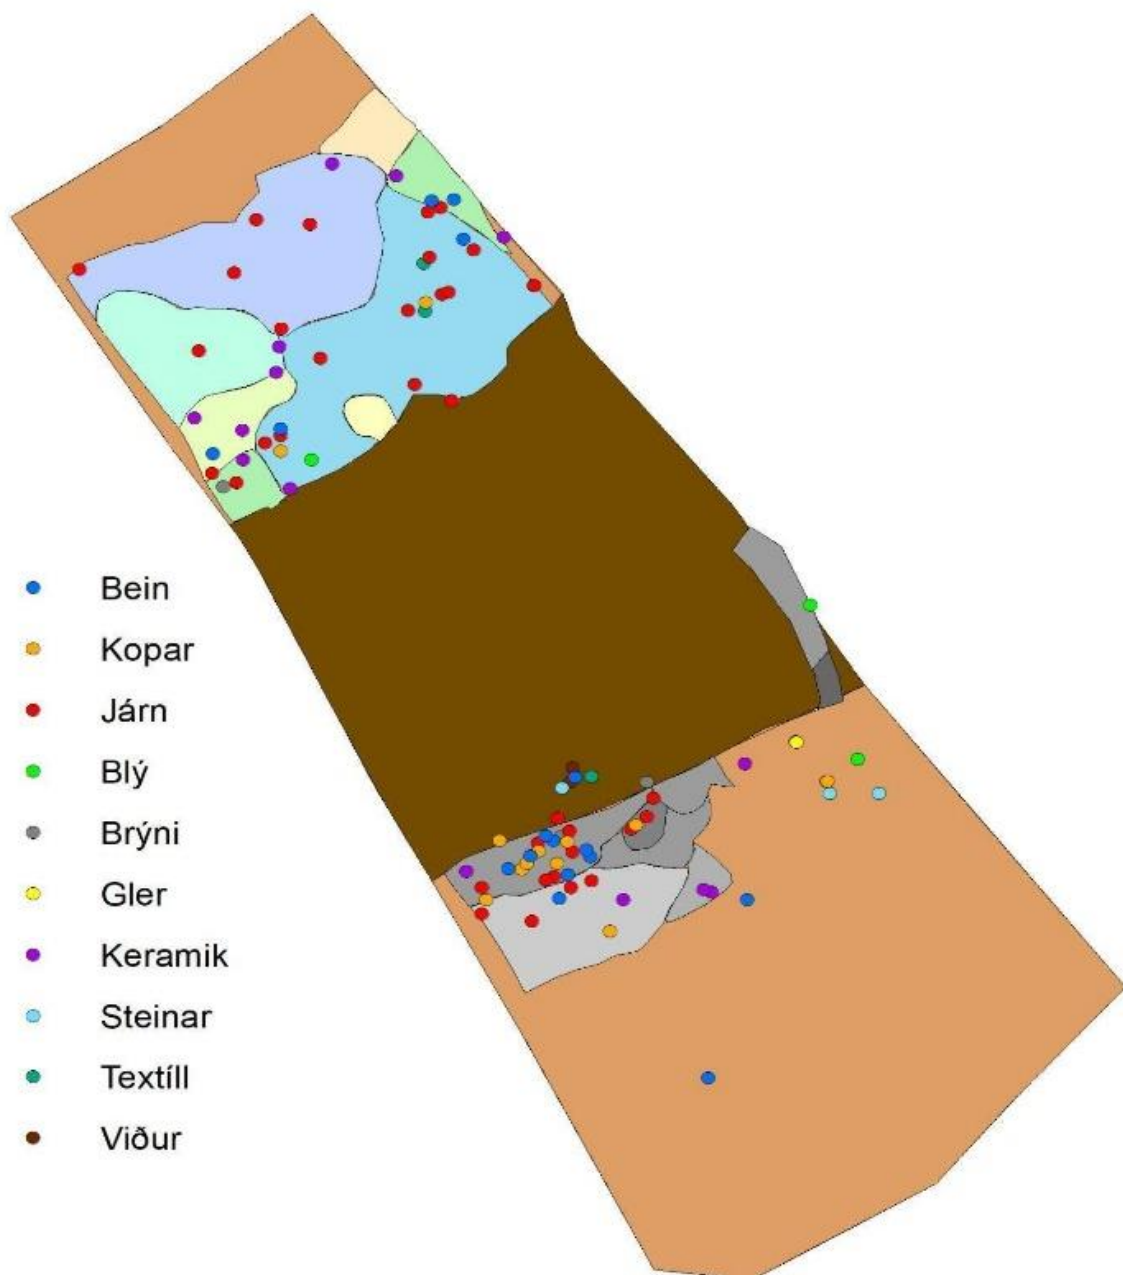 Bein
Kopar
Járn
Blý
Brýni
Gler
Keramik
Steinar
Textíll
Viður